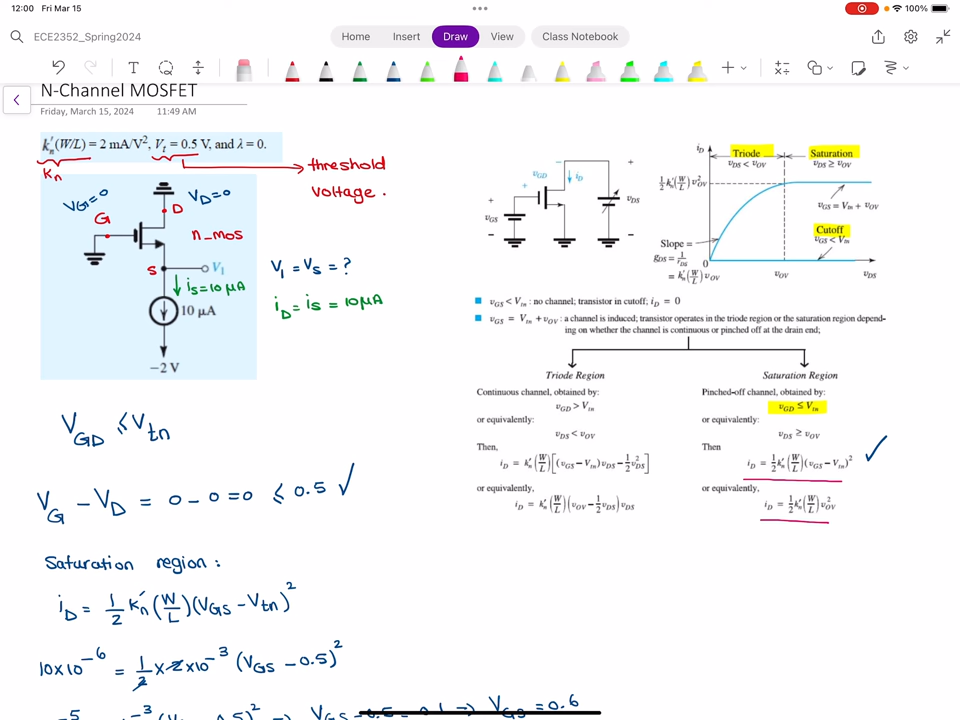 12:00 Fri Mar 15
100%
ECE2352_Spring2024
Home Insert Draw View Class Notebook
N-Channel MOSFET
Friday, March 15, 2024 11:49 AM
k′n(W/L) = 2 mA/V², Vt = 0.5 V, and λ = 0.
Kn
threshold
voltage.
VG=0
G
D
VD=0
n_mos
S
V1
is=10 μA
10 μA
−2 V
V1 = Vs = ?
iD = is = 10μA
VGD ≤ Vtn
VG − VD = 0 − 0 = 0 ≤ 0.5 ✓
Saturation region:
iD = 1/2 k′n (W/L) (VGS − Vtn)²
10x10⁻⁶ = 1/2 x 2 x10⁻³ (VGS − 0.5)²
VGS = 0.6
vGD
iD
vGS
vDS
+
−
iD
Triode
vDS < vOV
Saturation
vDS ≥ vOV
1/2 k′n(W/L) v²OV
vGS = Vtn + vOV
Cutoff
vGS < Vtn
Slope =
gDS = 1/rDS
= k′n(W/L) vOV
0
vOV
vDS
vGS < Vtn : no channel; transistor in cutoff; iD = 0
vGS = Vtn + vOV : a channel is induced; transistor operates in the triode region or the saturation region depend-
ing on whether the channel is continuous or pinched off at the drain end;
Triode Region
Continuous channel, obtained by:
vGD > Vtn
or equivalently:
vDS < vOV
Then,
iD = k′n(W/L)[(vGS − Vtn)vDS − 1/2 v²DS]
or equivalently,
iD = k′n(W/L)(vOV − 1/2 vDS)vDS
Saturation Region
Pinched-off channel, obtained by:
vGD ≤ Vtn
or equivalently:
vDS ≥ vOV
Then
iD = 1/2 k′n(W/L)(vGS − Vtn)² ✓
or equivalently,
iD = 1/2 k′n(W/L)v²OV